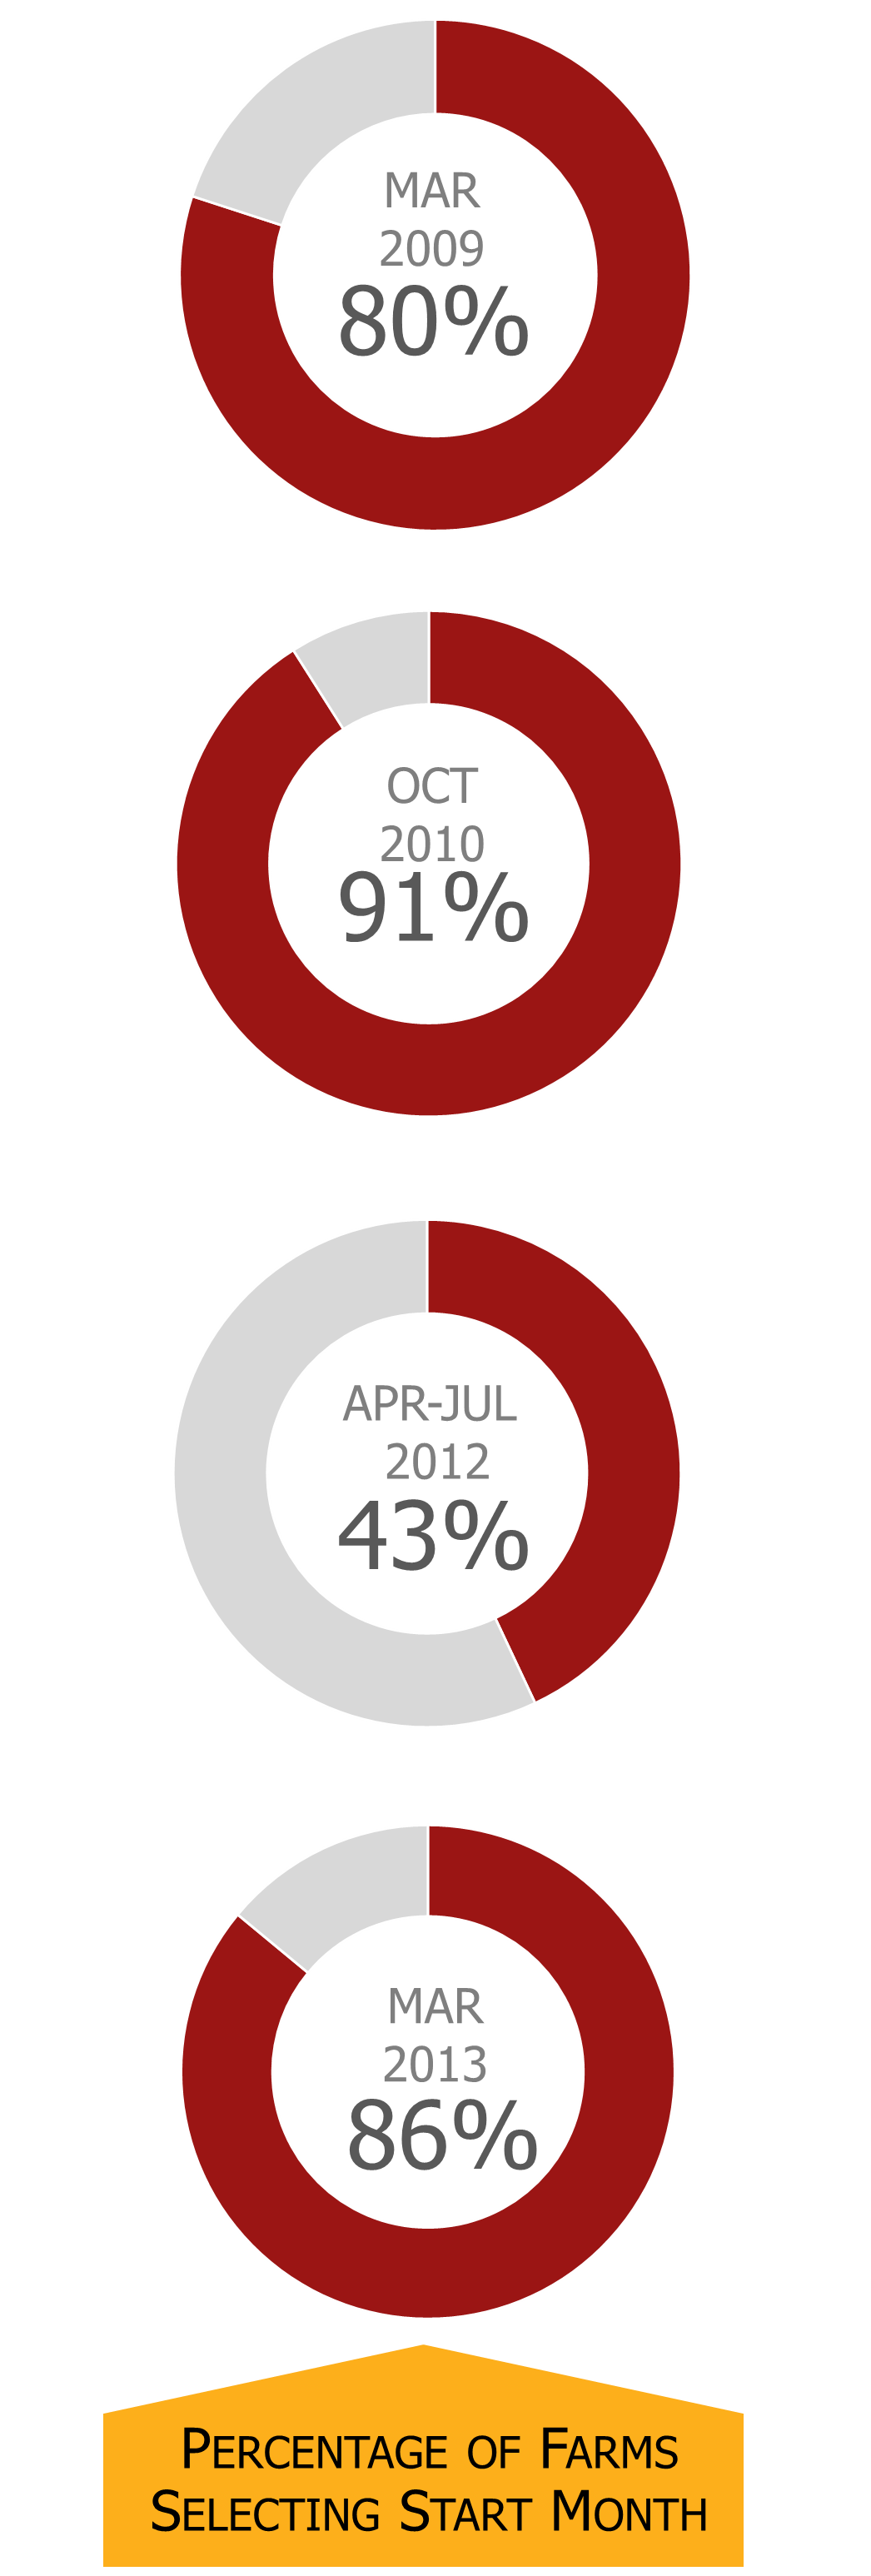 MAR
2009
80%
OCT
2010
91%
APR-JUL
2012
43%
MAR
2013
86%
PERCENTAGE OF FARMS
SELECTING START MONTH